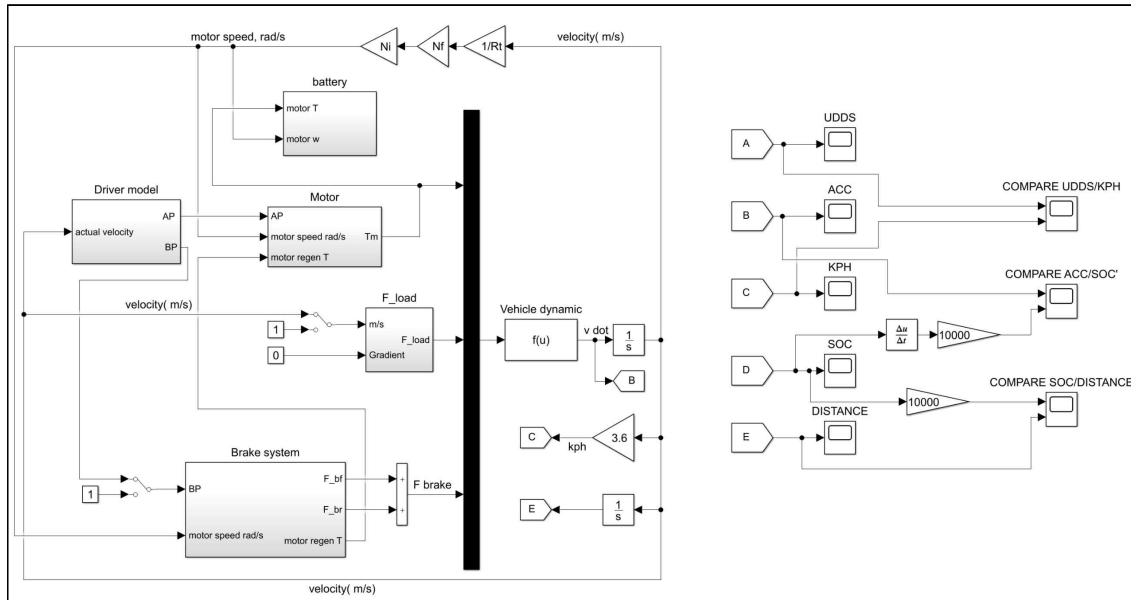 motor speed, rad/s
Ni
Nf
1/Rt
velocity( m/s)
battery
motor T
motor w
Driver model
actual velocity
AP
BP
Motor
AP
motor speed rad/s
motor regen T
Tm
velocity( m/s)
1
0
F_load
m/s
Gradient
F_load
Vehicle dynamic
f(u)
v dot
1
s
B
C
kph
3.6
E
1
s
1
Brake system
BP
motor speed rad/s
F_bf
F_br
motor regen T
+
+
F brake
velocity( m/s)
A
UDDS
B
ACC
C
KPH
D
SOC
E
DISTANCE
COMPARE UDDS/KPH
COMPARE ACC/SOC'
Δu
Δt
10000
COMPARE SOC/DISTANCE
10000